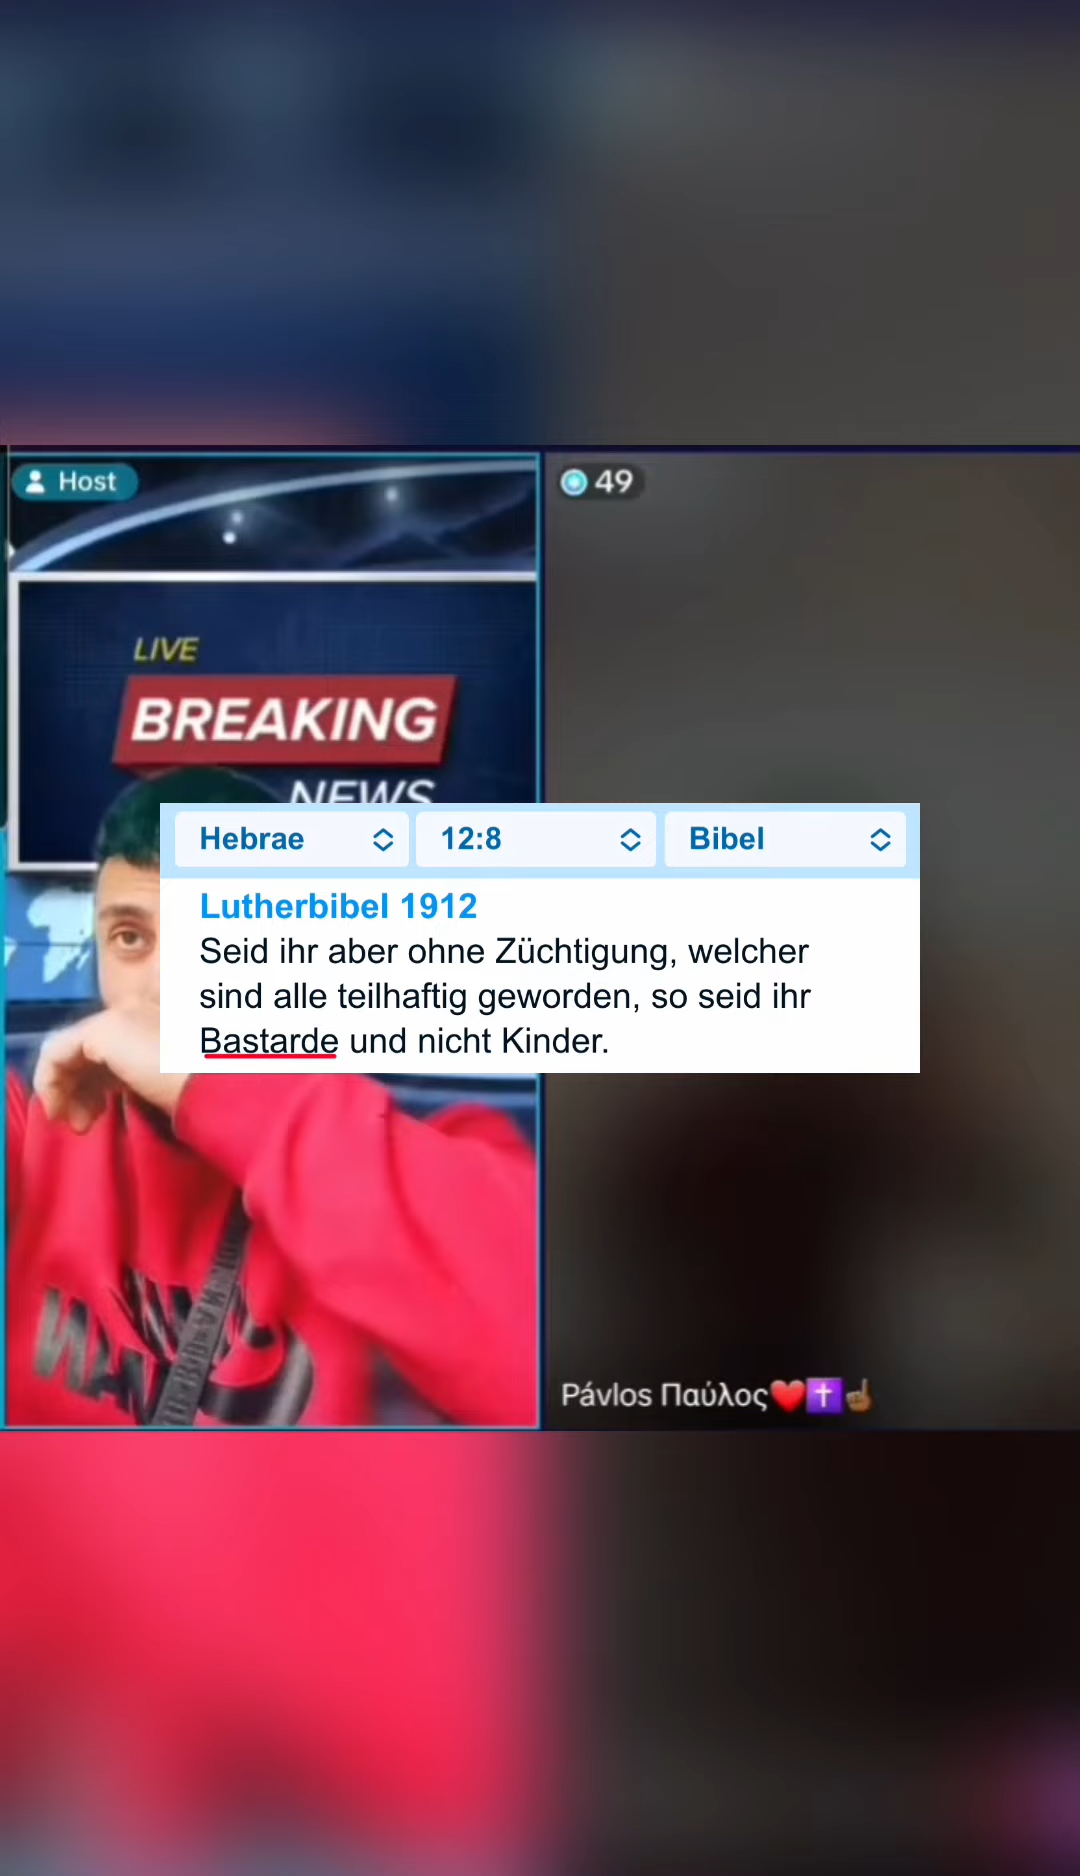 Host
49
LIVE
BREAKING
NEWS
Hebrae 12:8 Bibel
Lutherbibel 1912
Seid ihr aber ohne Züchtigung, welcher
sind alle teilhaftig geworden, so seid ihr
Bastarde und nicht Kinder.
Pávlos Παύλος❤️✝️☝🏾